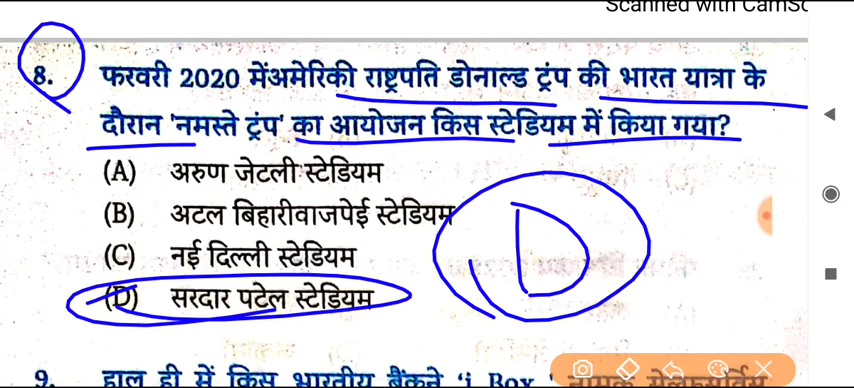 Scanned with CamSc
8. फरवरी 2020 मेंअमेरिकी राष्ट्रपति डोनाल्ड ट्रंप की भारत यात्रा के
दौरान 'नमस्ते ट्रंप' का आयोजन किस स्टेडियम में किया गया?
(A) अरुण जेटली स्टेडियम
(B) अटल बिहारीवाजपेई स्टेडियम
(C) नई दिल्ली स्टेडियम
(D) सरदार पटेल स्टेडियम
D
9. हाल ही में किस भारतीय बैंकने 'i Box ' नामक